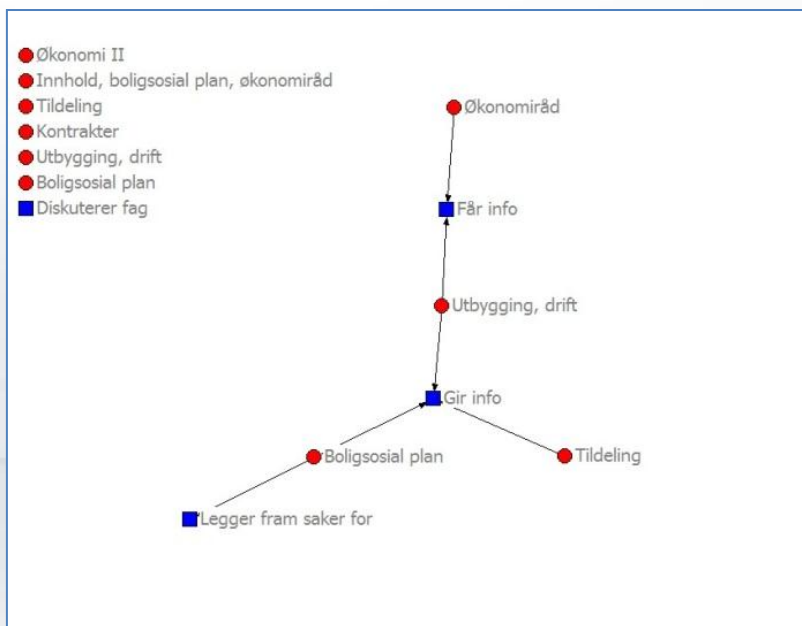 Økonomi II
Innhold, boligsosial plan, økonomiråd
Tildeling
Kontrakter
Utbygging, drift
Boligsosial plan
Diskuterer fag
Økonomiråd
Får info
Utbygging, drift
Gir info
Boligsosial plan
Tildeling
Legger fram saker for